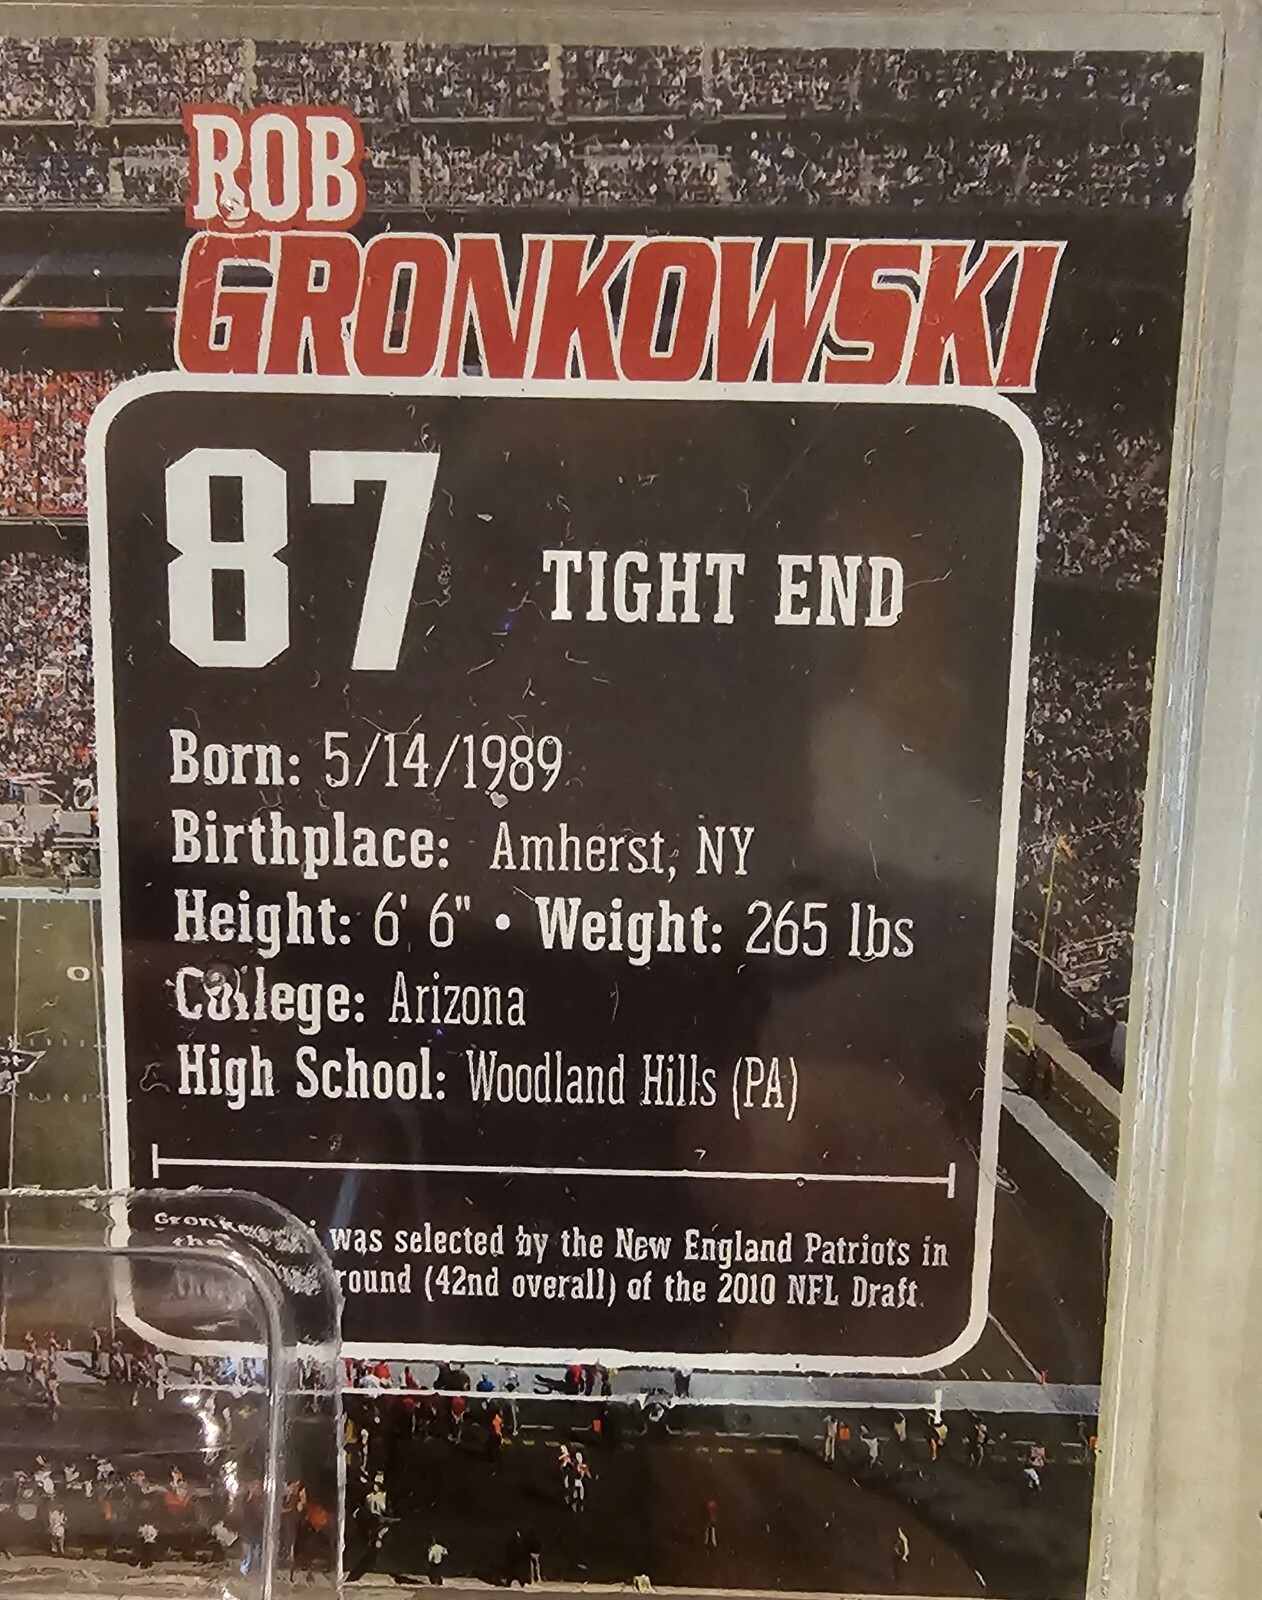 ROB
GRONKOWSKI
87
TIGHT END
Born: 5/14/1989
Birthplace: Amherst, NY
Height: 6' 6" • Weight: 265 lbs
College: Arizona
High School: Woodland Hills (PA)
was selected by the New England Patriots in
the round (42nd overall) of the 2010 NFL Draft.